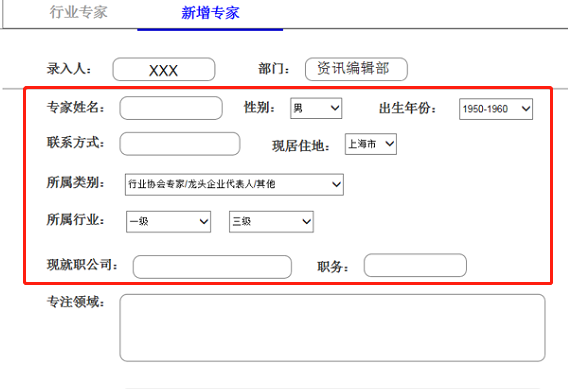 行业专家 新增专家
录入人： XXX 部门： 资讯编辑部
专家姓名： 性别： 男 出生年份： 1950-1960
联系方式： 现居住地： 上海市
所属类别： 行业协会专家/龙头企业代表人/其他
所属行业： 一级 三级
现就职公司： 职务：
专注领域：